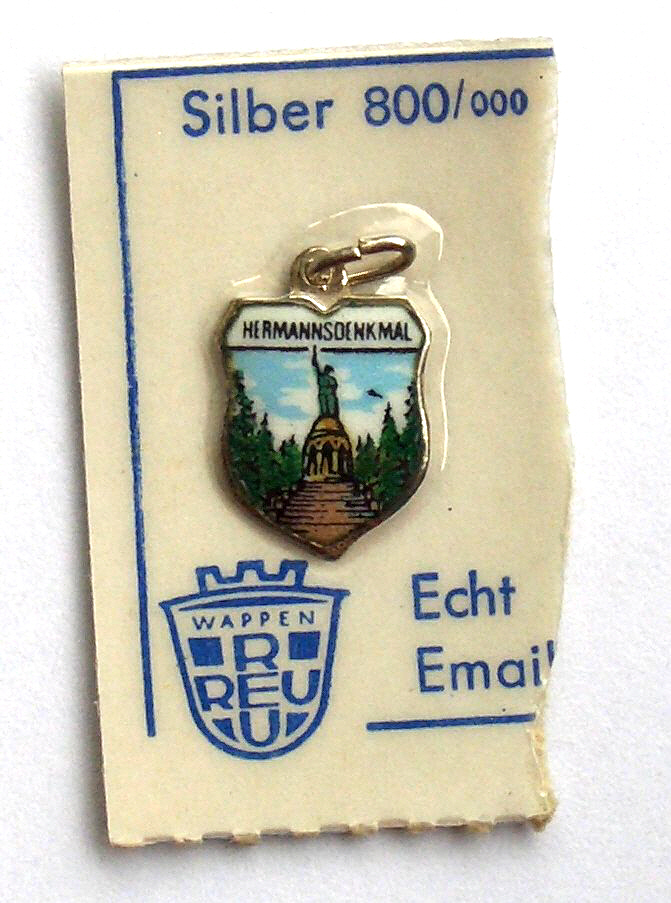 Silber 800/000
HERMANNSDENKMAL
WAPPEN
R
REU
U
Echt
Email